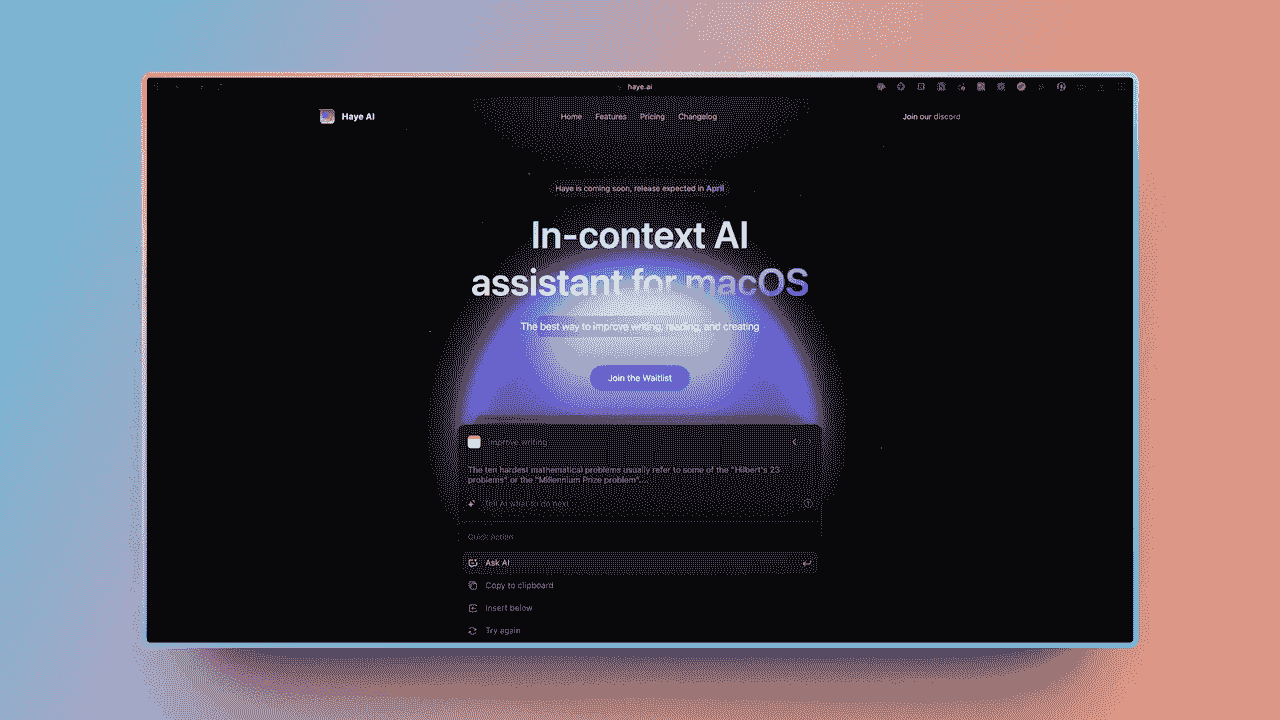 haye.ai
Haye AI
Home Features Pricing Changelog
Join our discord
Haye is coming soon, release expected in April
In-context AI
assistant for macOS
The best way to improve writing, reading, and creating
Join the Waitlist
Improve writing
The ten hardest mathematical problems usually refer to some of the "Hilbert's 23
problems" or the "Millennium Prize problem"...
Tell AI what to do next
Quick Action
Ask AI
Copy to clipboard
Insert below
Try again